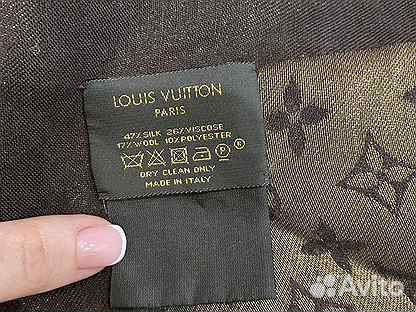 LOUIS VUITTON
PARIS
47% SILK 26% VISCOSE
17% WOOL 10% POLYESTER
DRY CLEAN ONLY
MADE IN ITALY
Avito